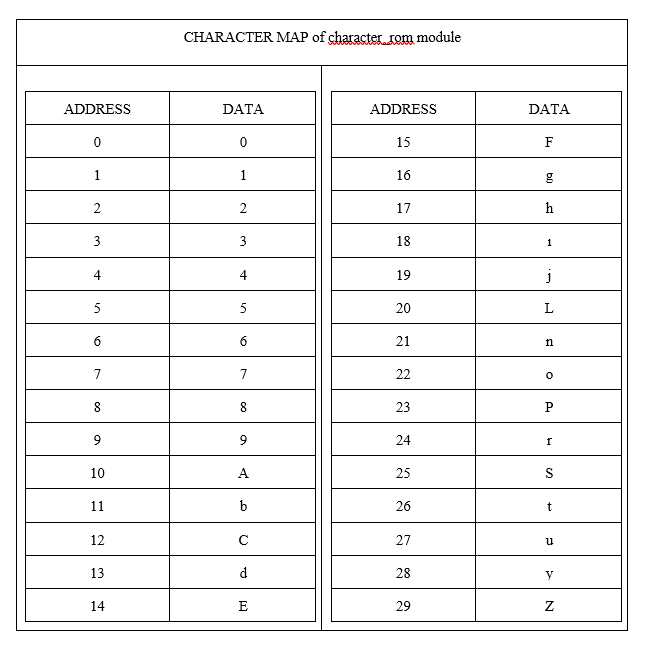 CHARACTER MAP of character_rom module
ADDRESS DATA
0 0
1 1
2 2
3 3
4 4
5 5
6 6
7 7
8 8
9 9
10 A
11 b
12 C
13 d
14 E
ADDRESS DATA
15 F
16 g
17 h
18 ı
19 j
20 L
21 n
22 o
23 P
24 r
25 S
26 t
27 u
28 y
29 Z